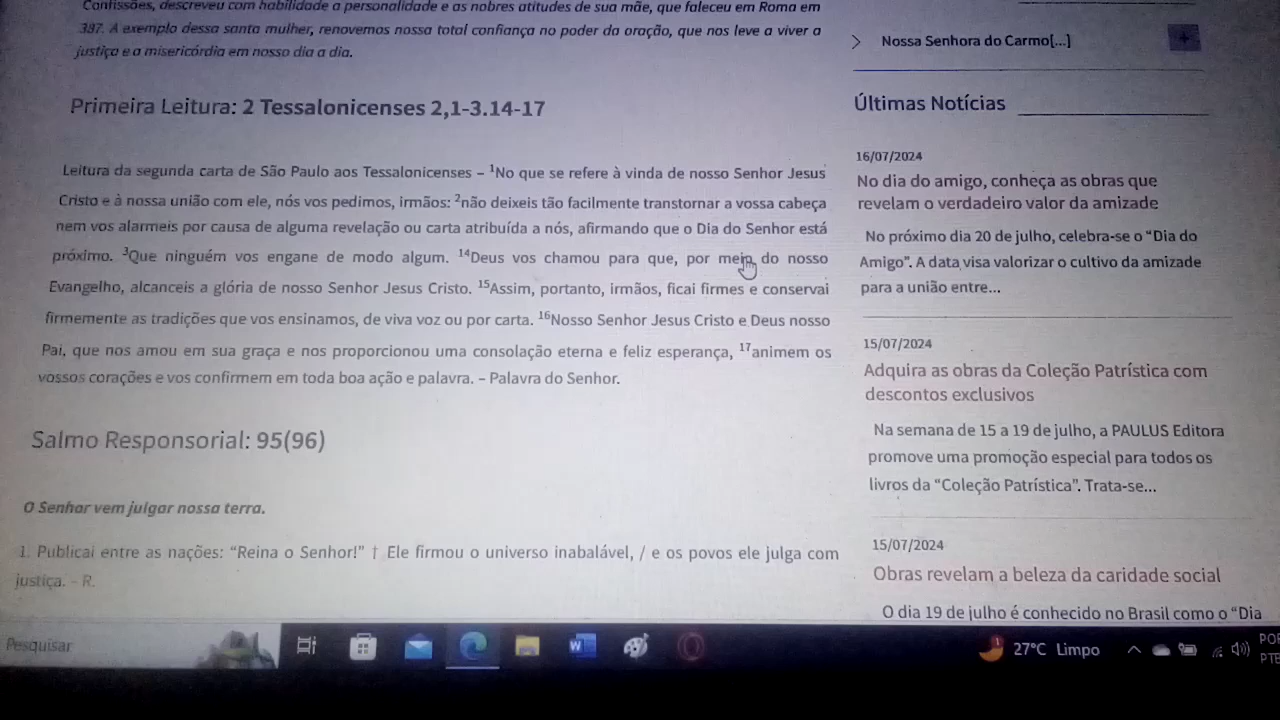 Confissões, descreveu com habilidade a personalidade e as nobres atitudes de sua mãe, que faleceu em Roma em
387. A exemplo dessa santa mulher, renovemos nossa total confiança no poder da oração, que nos leve a viver a
justiça e a misericórdia em nosso dia a dia.
Primeira Leitura: 2 Tessalonicenses 2,1-3.14-17
Leitura da segunda carta de São Paulo aos Tessalonicenses – ¹No que se refere à vinda de nosso Senhor Jesus
Cristo e à nossa união com ele, nós vos pedimos, irmãos: ²não deixeis tão facilmente transtornar a vossa cabeça
nem vos alarmeis por causa de alguma revelação ou carta atribuída a nós, afirmando que o Dia do Senhor está
próximo. ³Que ninguém vos engane de modo algum. ¹⁴Deus vos chamou para que, por meio do nosso
Evangelho, alcanceis a glória de nosso Senhor Jesus Cristo. ¹⁵Assim, portanto, irmãos, ficai firmes e conservai
firmemente as tradições que vos ensinamos, de viva voz ou por carta. ¹⁶Nosso Senhor Jesus Cristo e Deus nosso
Pai, que nos amou em sua graça e nos proporcionou uma consolação eterna e feliz esperança, ¹⁷animem os
vossos corações e vos confirmem em toda boa ação e palavra. – Palavra do Senhor.
Salmo Responsorial: 95(96)
O Senhor vem julgar nossa terra.
1. Publicai entre as nações: “Reina o Senhor!” † Ele firmou o universo inabalável, / e os povos ele julga com
justiça. – R.
Nossa Senhora do Carmo[...]
+
Últimas Notícias
16/07/2024
No dia do amigo, conheça as obras que
revelam o verdadeiro valor da amizade
No próximo dia 20 de julho, celebra-se o “Dia do
Amigo”. A data visa valorizar o cultivo da amizade
para a união entre...
15/07/2024
Adquira as obras da Coleção Patrística com
descontos exclusivos
Na semana de 15 a 19 de julho, a PAULUS Editora
promove uma promoção especial para todos os
livros da “Coleção Patrística”. Trata-se...
15/07/2024
Obras revelam a beleza da caridade social
O dia 19 de julho é conhecido no Brasil como o “Dia
Pesquisar
W
1
27°C Limpo
POR
PTB